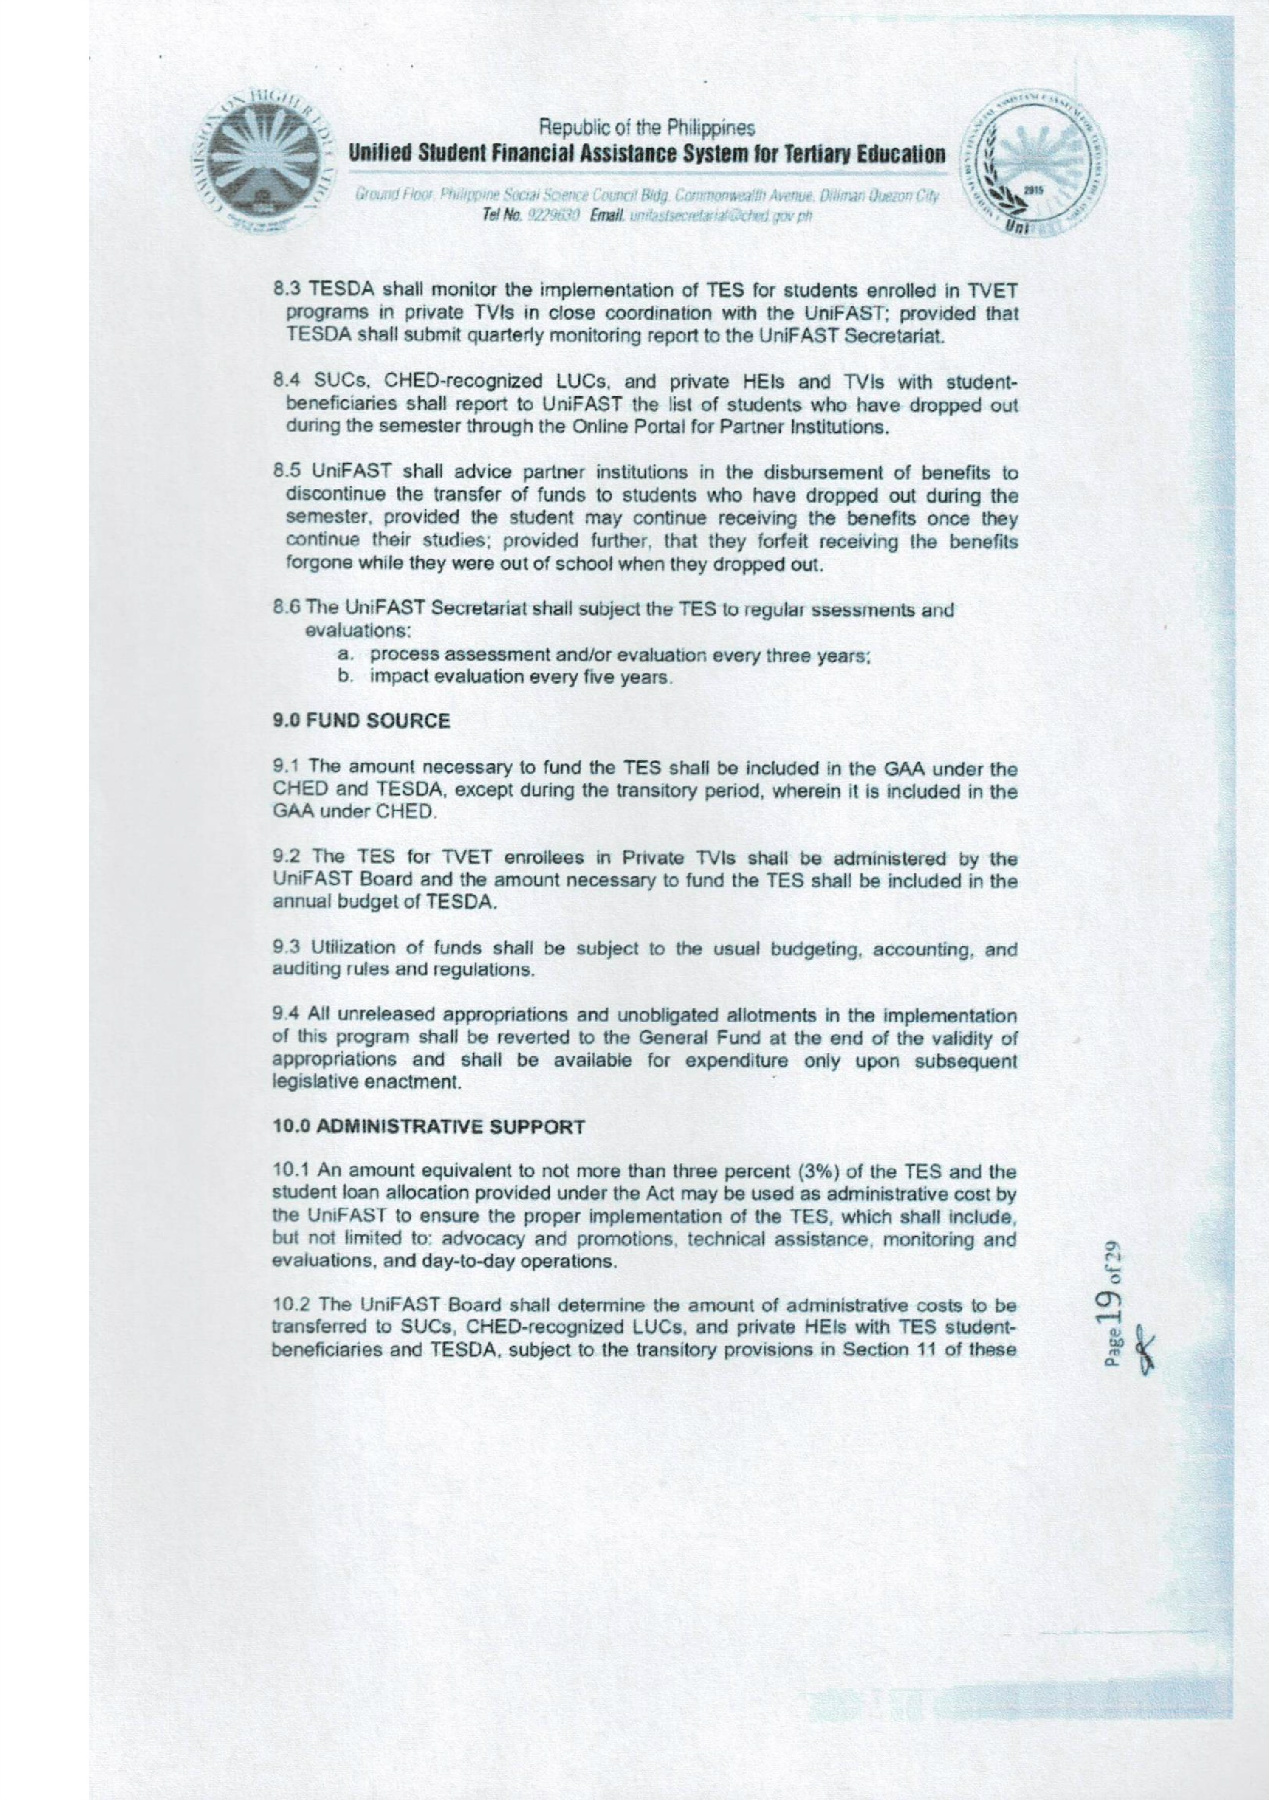 COMMISSION ON HIGHER EDUCATION
Republic of the Philippines
Unified Student Financial Assistance System for Tertiary Education
Ground Floor, Philippine Social Science Council Bldg. Commonwealth Avenue, Diliman Quezon City
Tel No. 9229630 Email. unifastsecretariat@ched.gov.ph
2015
Uni
8.3 TESDA shall monitor the implementation of TES for students enrolled in TVET
programs in private TVIs in close coordination with the UniFAST; provided that
TESDA shall submit quarterly monitoring report to the UniFAST Secretariat.
8.4 SUCs, CHED-recognized LUCs, and private HEIs and TVIs with student-
beneficiaries shall report to UniFAST the list of students who have dropped out
during the semester through the Online Portal for Partner Institutions.
8.5 UniFAST shall advice partner institutions in the disbursement of benefits to
discontinue the transfer of funds to students who have dropped out during the
semester, provided the student may continue receiving the benefits once they
continue their studies; provided further, that they forfeit receiving the benefits
forgone while they were out of school when they dropped out.
8.6 The UniFAST Secretariat shall subject the TES to regular ssessments and
evaluations:
a. process assessment and/or evaluation every three years;
b. impact evaluation every five years.
9.0 FUND SOURCE
9.1 The amount necessary to fund the TES shall be included in the GAA under the
CHED and TESDA, except during the transitory period, wherein it is included in the
GAA under CHED.
9.2 The TES for TVET enrollees in Private TVIs shall be administered by the
UniFAST Board and the amount necessary to fund the TES shall be included in the
annual budget of TESDA.
9.3 Utilization of funds shall be subject to the usual budgeting, accounting, and
auditing rules and regulations.
9.4 All unreleased appropriations and unobligated allotments in the implementation
of this program shall be reverted to the General Fund at the end of the validity of
appropriations and shall be available for expenditure only upon subsequent
legislative enactment.
10.0 ADMINISTRATIVE SUPPORT
10.1 An amount equivalent to not more than three percent (3%) of the TES and the
student loan allocation provided under the Act may be used as administrative cost by
the UniFAST to ensure the proper implementation of the TES, which shall include,
but not limited to: advocacy and promotions, technical assistance, monitoring and
evaluations, and day-to-day operations.
10.2 The UniFAST Board shall determine the amount of administrative costs to be
transferred to SUCs, CHED-recognized LUCs, and private HEIs with TES student-
beneficiaries and TESDA, subject to the transitory provisions in Section 11 of these
Page 19 of 29